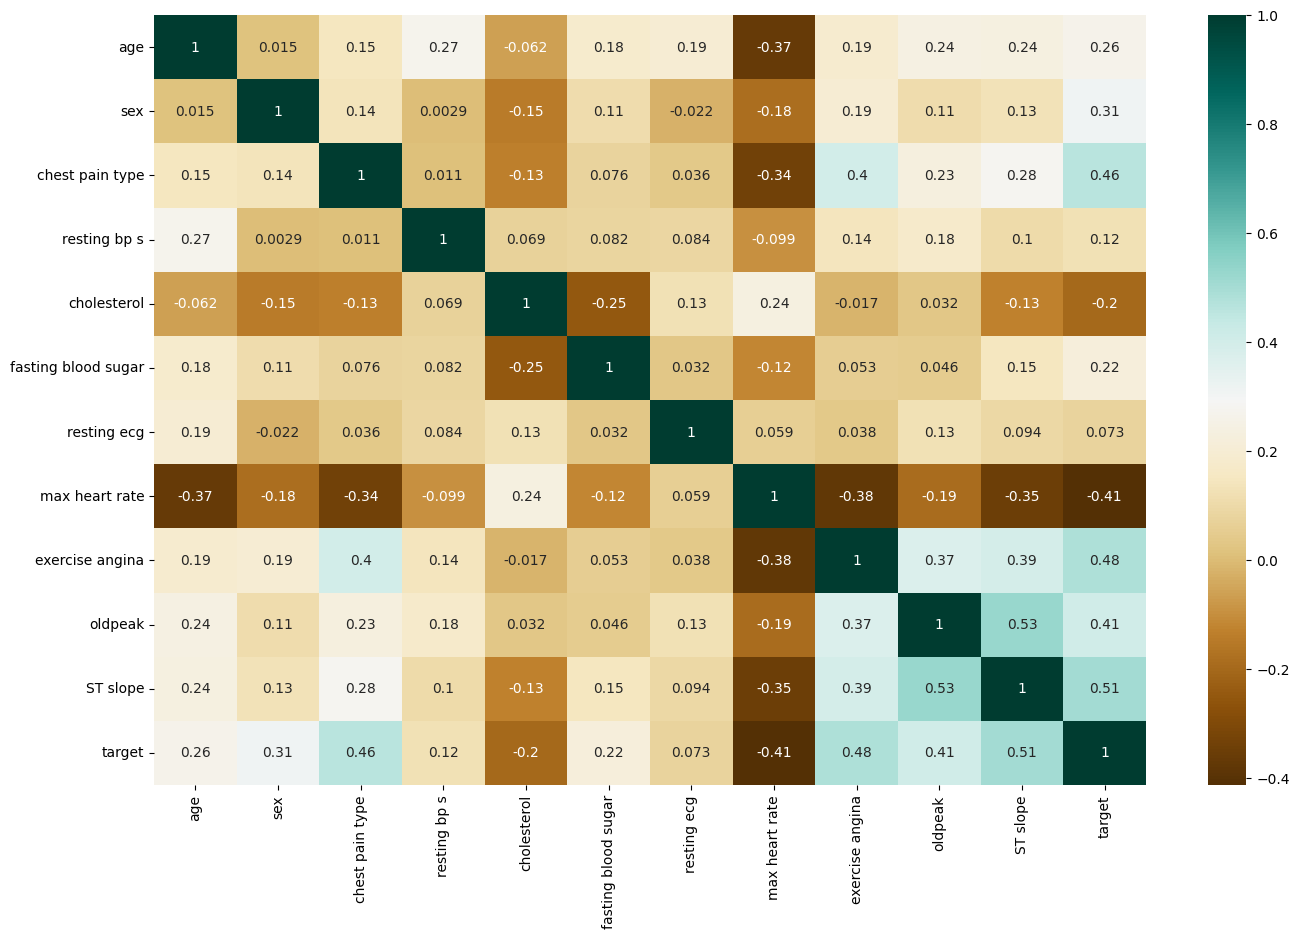 age 1 0.015 0.15 0.27 -0.062 0.18 0.19 -0.37 0.19 0.24 0.24 0.26
sex 0.015 1 0.14 0.0029 -0.15 0.11 -0.022 -0.18 0.19 0.11 0.13 0.31
chest pain type 0.15 0.14 1 0.011 -0.13 0.076 0.036 -0.34 0.4 0.23 0.28 0.46
resting bp s 0.27 0.0029 0.011 1 0.069 0.082 0.084 -0.099 0.14 0.18 0.1 0.12
cholesterol -0.062 -0.15 -0.13 0.069 1 -0.25 0.13 0.24 -0.017 0.032 -0.13 -0.2
fasting blood sugar 0.18 0.11 0.076 0.082 -0.25 1 0.032 -0.12 0.053 0.046 0.15 0.22
resting ecg 0.19 -0.022 0.036 0.084 0.13 0.032 1 0.059 0.038 0.13 0.094 0.073
max heart rate -0.37 -0.18 -0.34 -0.099 0.24 -0.12 0.059 1 -0.38 -0.19 -0.35 -0.41
exercise angina 0.19 0.19 0.4 0.14 -0.017 0.053 0.038 -0.38 1 0.37 0.39 0.48
oldpeak 0.24 0.11 0.23 0.18 0.032 0.046 0.13 -0.19 0.37 1 0.53 0.41
ST slope 0.24 0.13 0.28 0.1 -0.13 0.15 0.094 -0.35 0.39 0.53 1 0.51
target 0.26 0.31 0.46 0.12 -0.2 0.22 0.073 -0.41 0.48 0.41 0.51 1
age
sex
chest pain type
resting bp s
cholesterol
fasting blood sugar
resting ecg
max heart rate
exercise angina
oldpeak
ST slope
target
1.0
0.8
0.6
0.4
0.2
0.0
−0.2
−0.4